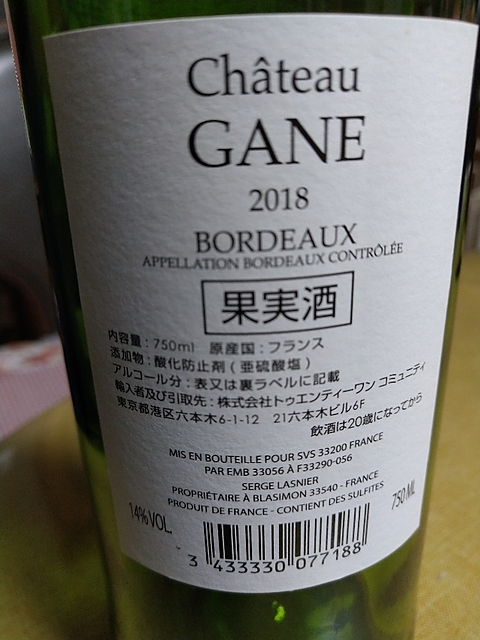 Château
GANE
2018
BORDEAUX
APPELLATION BORDEAUX CONTRÔLÉE
果実酒
内容量:750ml 原産国:フランス
添加物:酸化防止剤(亜硫酸塩)
アルコール分:表又は裏ラベルに記載
輸入者及び引取先:株式会社トゥエンティーワン コミュニティ
東京都港区六本木6-1-12 21六本木ビル6F
飲酒は20歳になってから
MIS EN BOUTEILLE POUR SVS 33200 FRANCE
PAR EMB 33056 À F33290-056
SERGE LASNIER
PROPRIÉTAIRE À BLASIMON 33540 - FRANCE
PRODUIT DE FRANCE - CONTIENT DES SULFITES
14% VOL.
750 ML
3 433330 077188